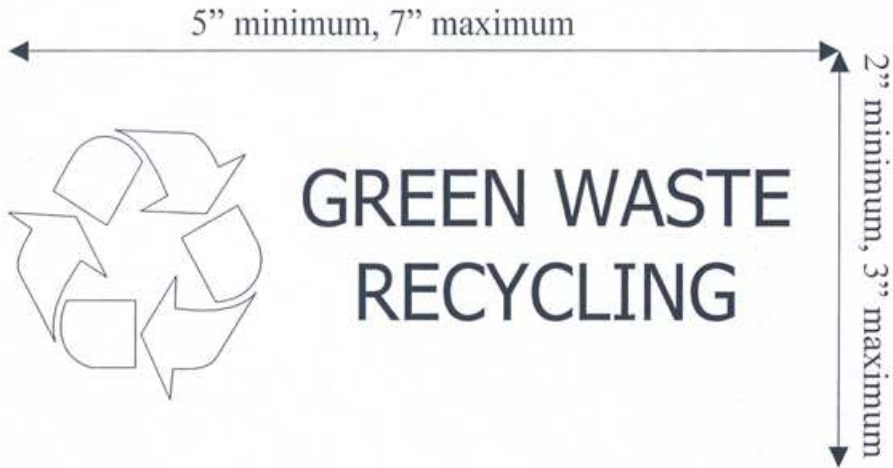 5” minimum, 7” maximum
2” minimum, 3” maximum
GREEN WASTE
RECYCLING